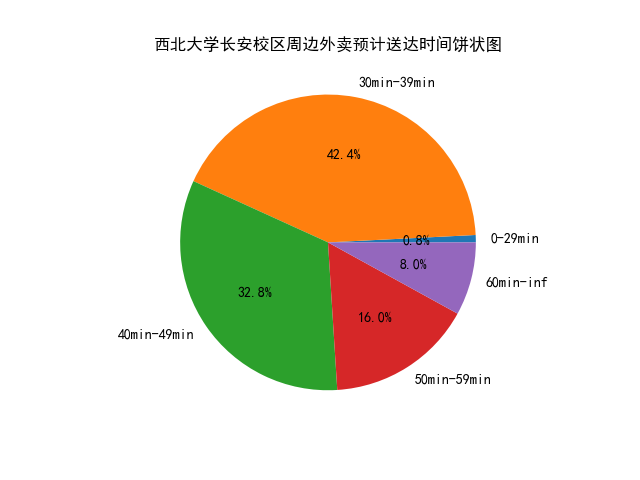 西北大学长安校区周边外卖预计送达时间饼状图
30min-39min
42.4%
0.8%
0-29min
8.0%
60min-inf
32.8%
16.0%
40min-49min
50min-59min